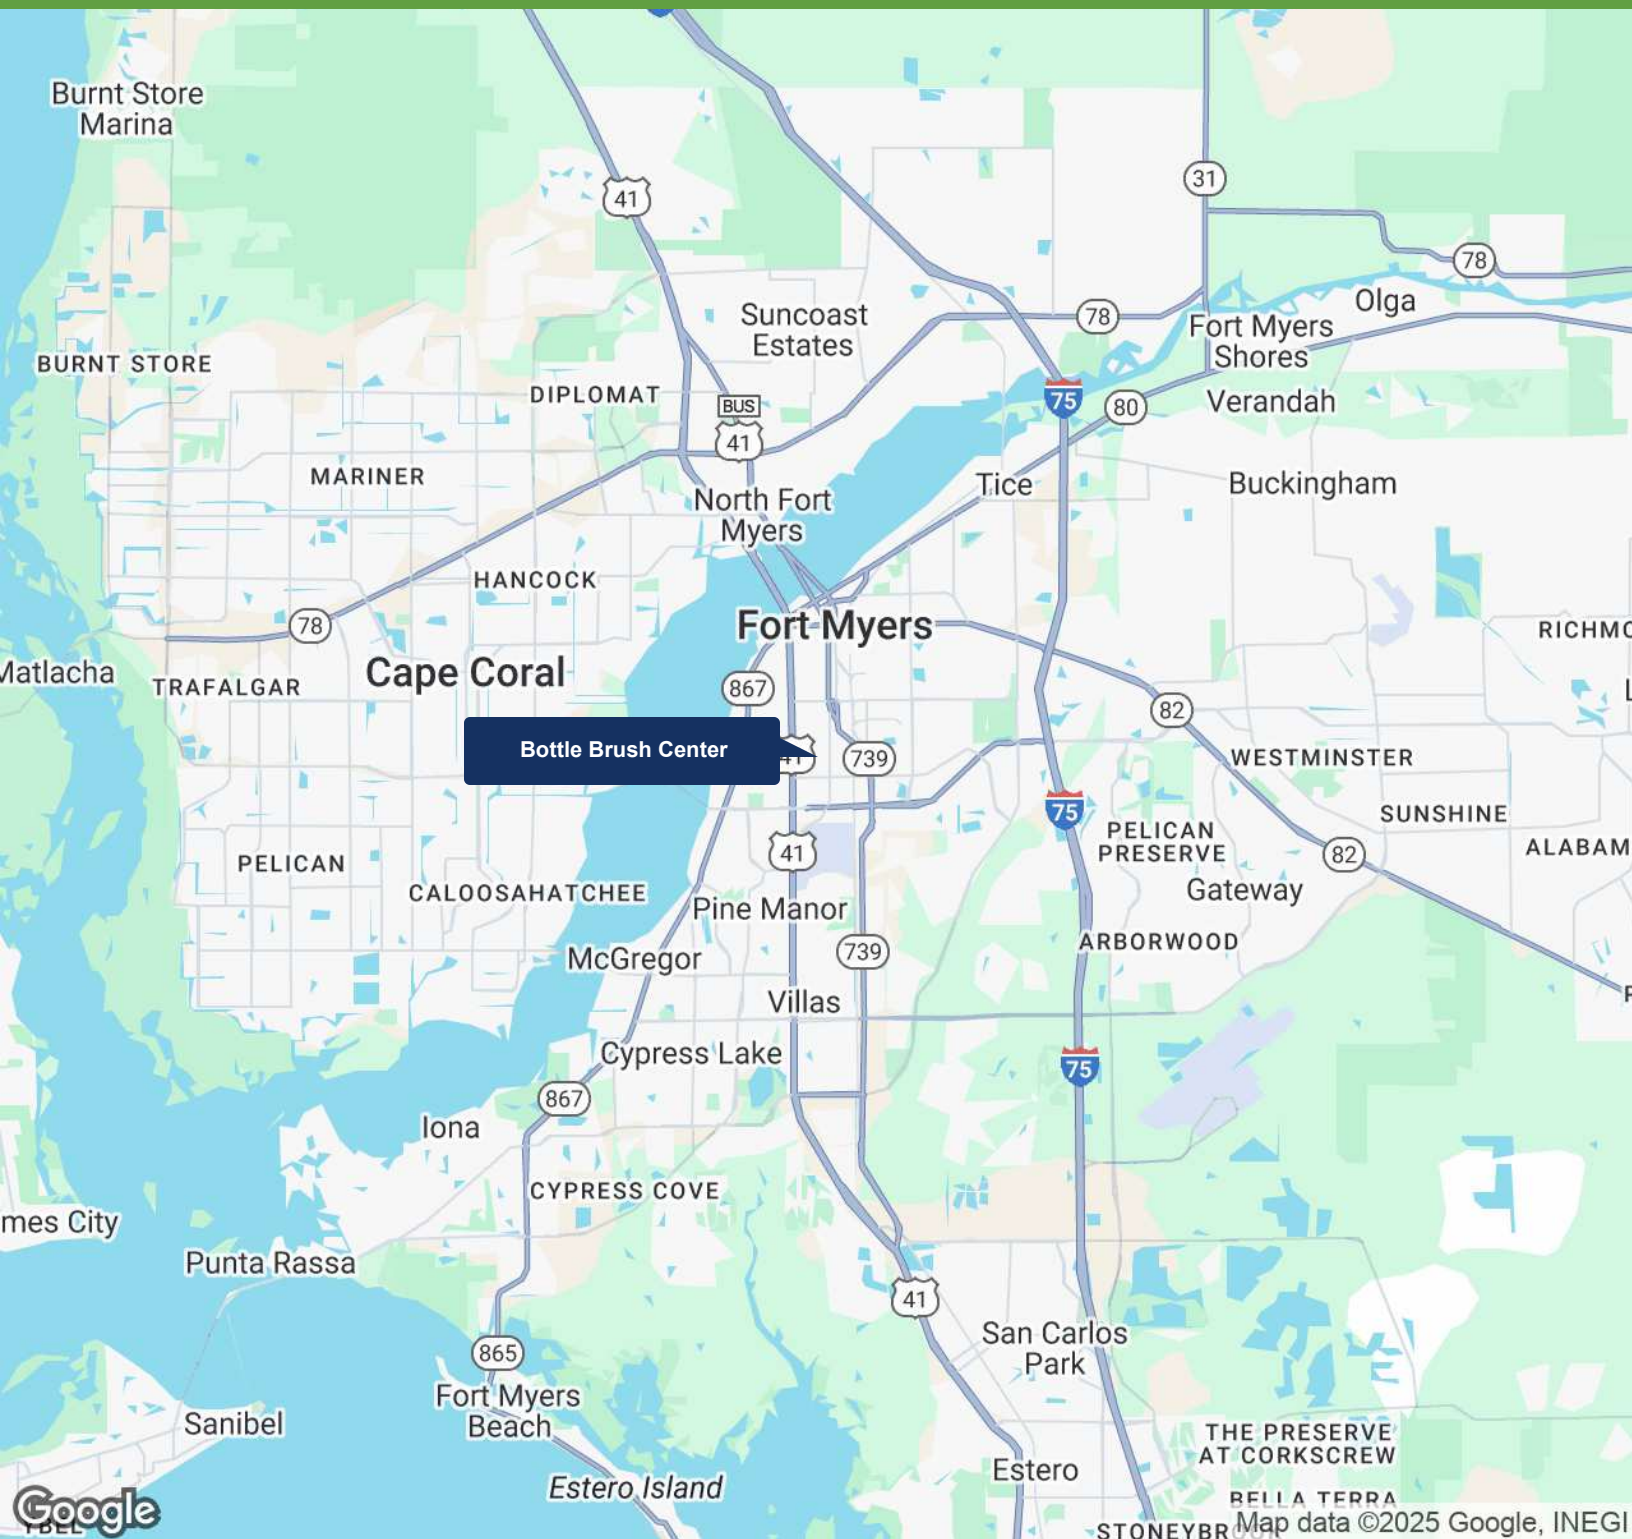 Burnt Store
Marina
41
31
78
Olga
Suncoast
Estates
78
Fort Myers
Shores
BURNT STORE
DIPLOMAT
BUS
41
75
80
Verandah
MARINER
Tice
Buckingham
North Fort
Myers
HANCOCK
78
Fort Myers
RICHMO
Matlacha
TRAFALGAR
Cape Coral
867
82
Bottle Brush Center
41
739
WESTMINSTER
75
SUNSHINE
PELICAN
PRESERVE
41
82
ALABAM
PELICAN
CALOOSAHATCHEE
Pine Manor
Gateway
McGregor
739
ARBORWOOD
Villas
Cypress Lake
75
867
Iona
CYPRESS COVE
mes City
Punta Rassa
41
San Carlos
Park
865
Fort Myers
Beach
Sanibel
THE PRESERVE
AT CORKSCREW
Estero
Estero Island
BELLA TERRA
Google
STONEYBR
Map data ©2025 Google, INEGI